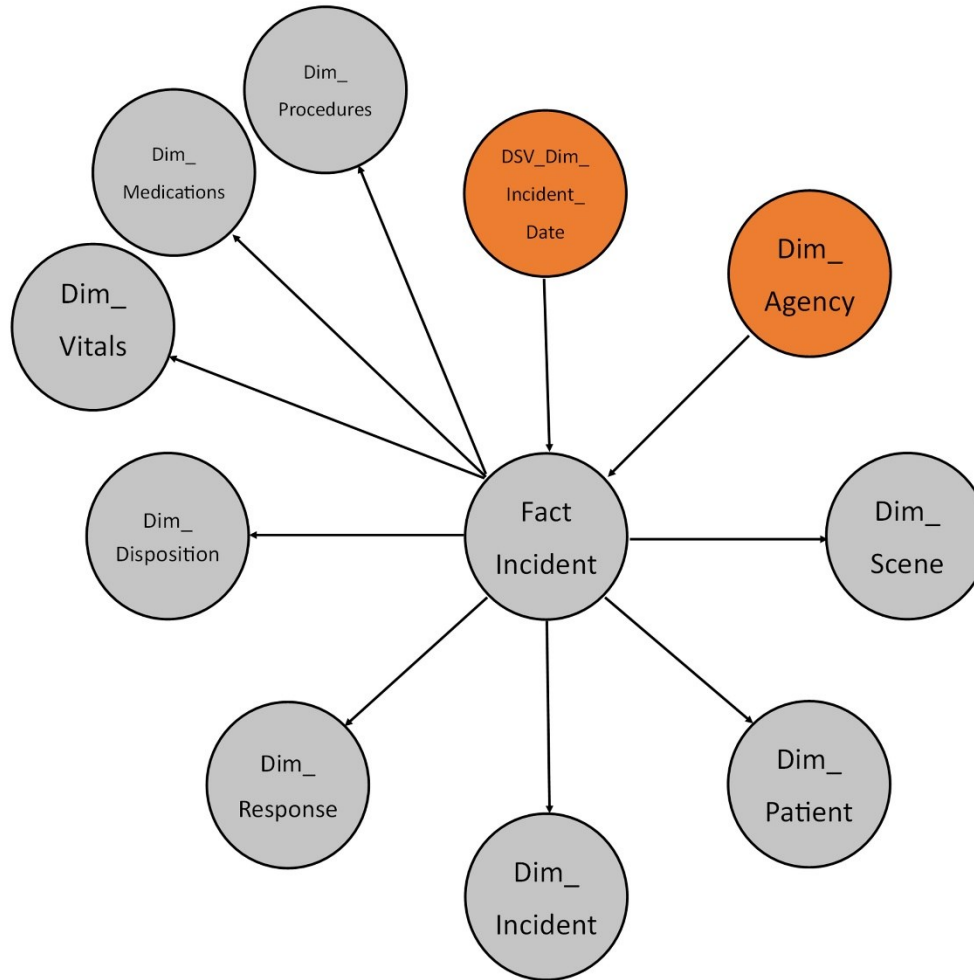 Dim_
Procedures
Dim_
Medications
DSV_Dim_
Incident_
Date
Dim_
Agency
Dim_
Vitals
Dim_
Disposition
Fact
Incident
Dim_
Scene
Dim_
Response
Dim_
Patient
Dim_
Incident